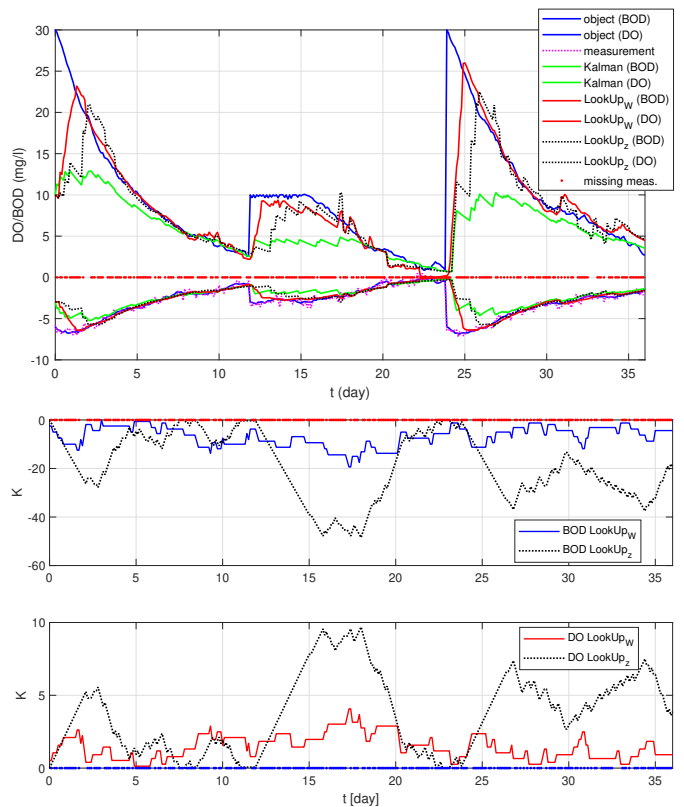 30
25
20
15
10
5
0
-5
-10
DO/BOD (mg/l)
object (BOD)
object (DO)
measurement
Kalman (BOD)
Kalman (DO)
LookUpW (BOD)
LookUpW (DO)
LookUpz (BOD)
LookUpz (DO)
missing meas.
0 5 10 15 20 25 30 35
t (day)
0
-20
-40
-60
K
BOD LookUpW
BOD LookUpz
0 5 10 15 20 25 30 35
10
5
0
K
DO LookUpW
DO LookUpz
0 5 10 15 20 25 30 35
t [day]